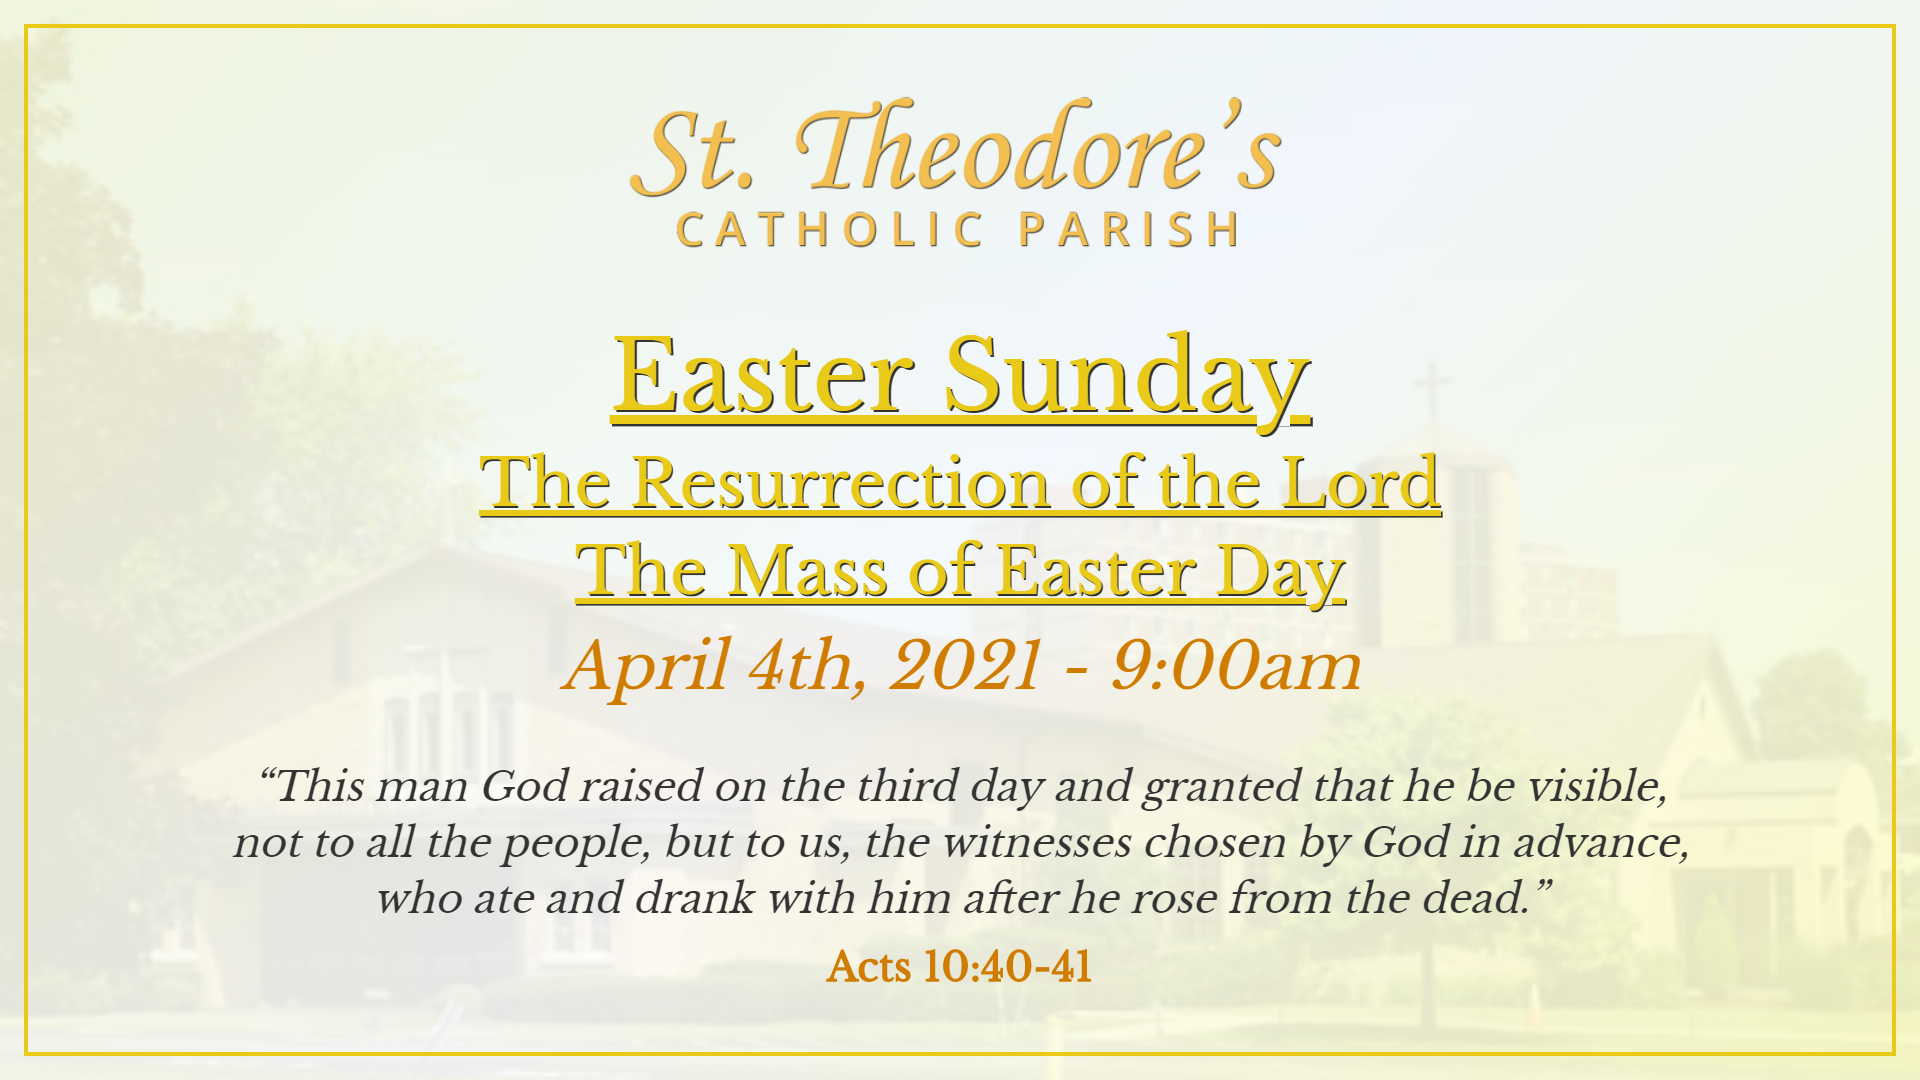 St. Theodore’s
CATHOLIC PARISH
Easter Sunday
The Resurrection of the Lord
The Mass of Easter Day
April 4th, 2021 - 9:00am
“This man God raised on the third day and granted that he be visible,
not to all the people, but to us, the witnesses chosen by God in advance,
who ate and drank with him after he rose from the dead.”
Acts 10:40-41